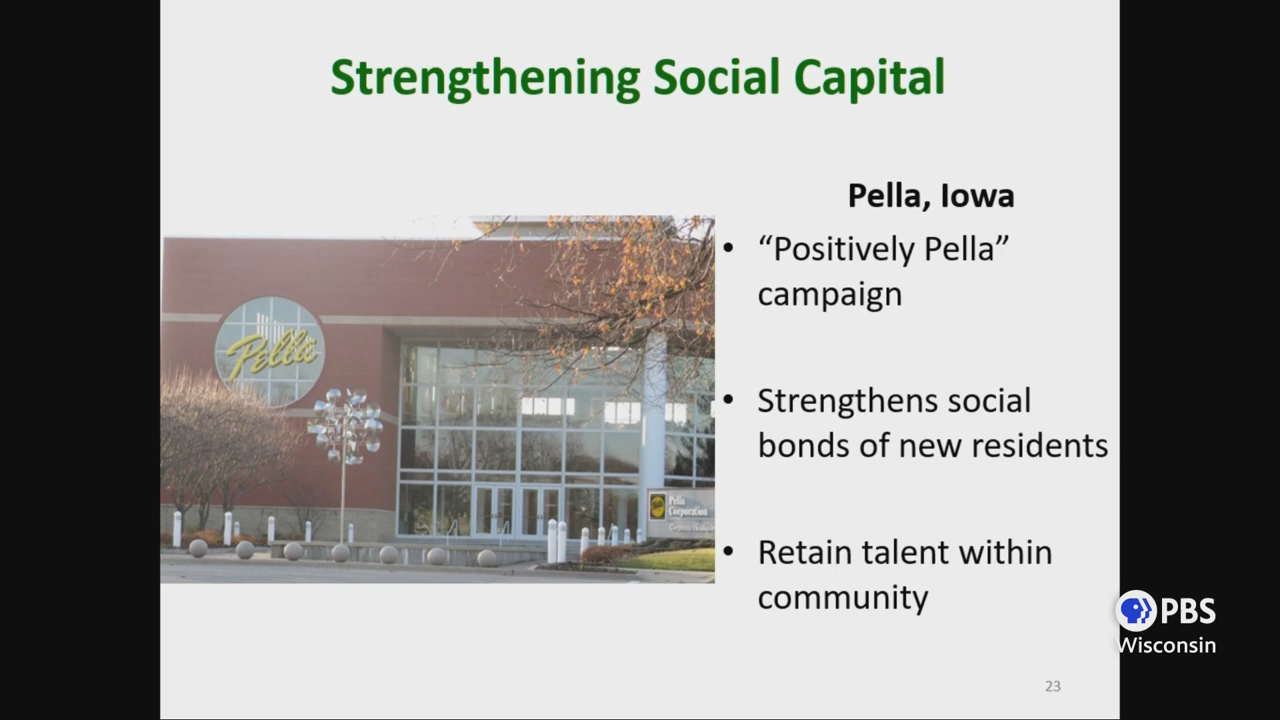 Strengthening Social Capital
Pella, Iowa
• “Positively Pella”
campaign
• Strengthens social
bonds of new residents
• Retain talent within
community
Pella
Pella
Corporation
PBS
Wisconsin
23